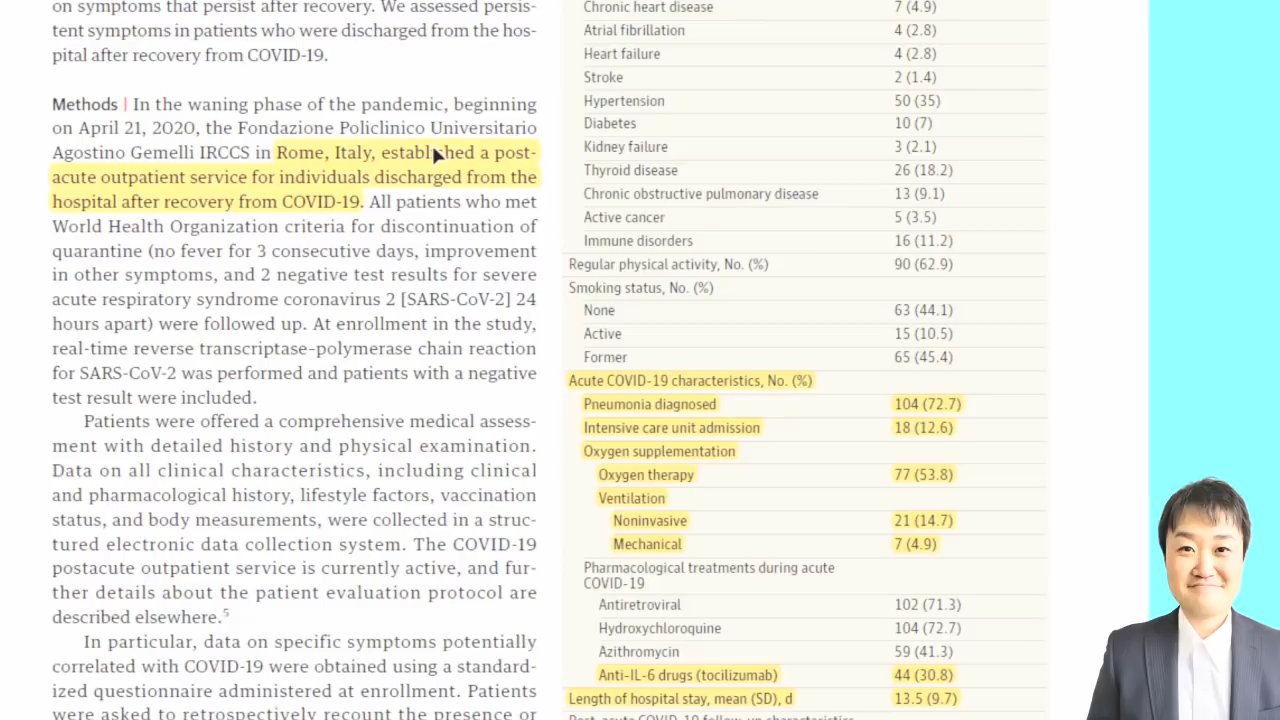 on symptoms that persist after recovery. We assessed persis-
tent symptoms in patients who were discharged from the hos-
pital after recovery from COVID-19.
Methods | In the waning phase of the pandemic, beginning
on April 21, 2020, the Fondazione Policlinico Universitario
Agostino Gemelli IRCCS in Rome, Italy, established a post-
acute outpatient service for individuals discharged from the
hospital after recovery from COVID-19. All patients who met
World Health Organization criteria for discontinuation of
quarantine (no fever for 3 consecutive days, improvement
in other symptoms, and 2 negative test results for severe
acute respiratory syndrome coronavirus 2 [SARS-CoV-2] 24
hours apart) were followed up. At enrollment in the study,
real-time reverse transcriptase–polymerase chain reaction
for SARS-CoV-2 was performed and patients with a negative
test result were included.
Patients were offered a comprehensive medical assess-
ment with detailed history and physical examination.
Data on all clinical characteristics, including clinical
and pharmacological history, lifestyle factors, vaccination
status, and body measurements, were collected in a struc-
tured electronic data collection system. The COVID-19
postacute outpatient service is currently active, and fur-
ther details about the patient evaluation protocol are
described elsewhere.⁵
In particular, data on specific symptoms potentially
correlated with COVID-19 were obtained using a standard-
ized questionnaire administered at enrollment. Patients
were asked to retrospectively recount the presence or
Chronic heart disease 7 (4.9)
Atrial fibrillation 4 (2.8)
Heart failure 4 (2.8)
Stroke 2 (1.4)
Hypertension 50 (35)
Diabetes 10 (7)
Kidney failure 3 (2.1)
Thyroid disease 26 (18.2)
Chronic obstructive pulmonary disease 13 (9.1)
Active cancer 5 (3.5)
Immune disorders 16 (11.2)
Regular physical activity, No. (%) 90 (62.9)
Smoking status, No. (%)
None 63 (44.1)
Active 15 (10.5)
Former 65 (45.4)
Acute COVID-19 characteristics, No. (%)
Pneumonia diagnosed 104 (72.7)
Intensive care unit admission 18 (12.6)
Oxygen supplementation
Oxygen therapy 77 (53.8)
Ventilation
Noninvasive 21 (14.7)
Mechanical 7 (4.9)
Pharmacological treatments during acute
COVID-19
Antiretroviral 102 (71.3)
Hydroxychloroquine 104 (72.7)
Azithromycin 59 (41.3)
Anti-IL-6 drugs (tocilizumab) 44 (30.8)
Length of hospital stay, mean (SD), d 13.5 (9.7)
Post-acute COVID-19 follow-up characteristics